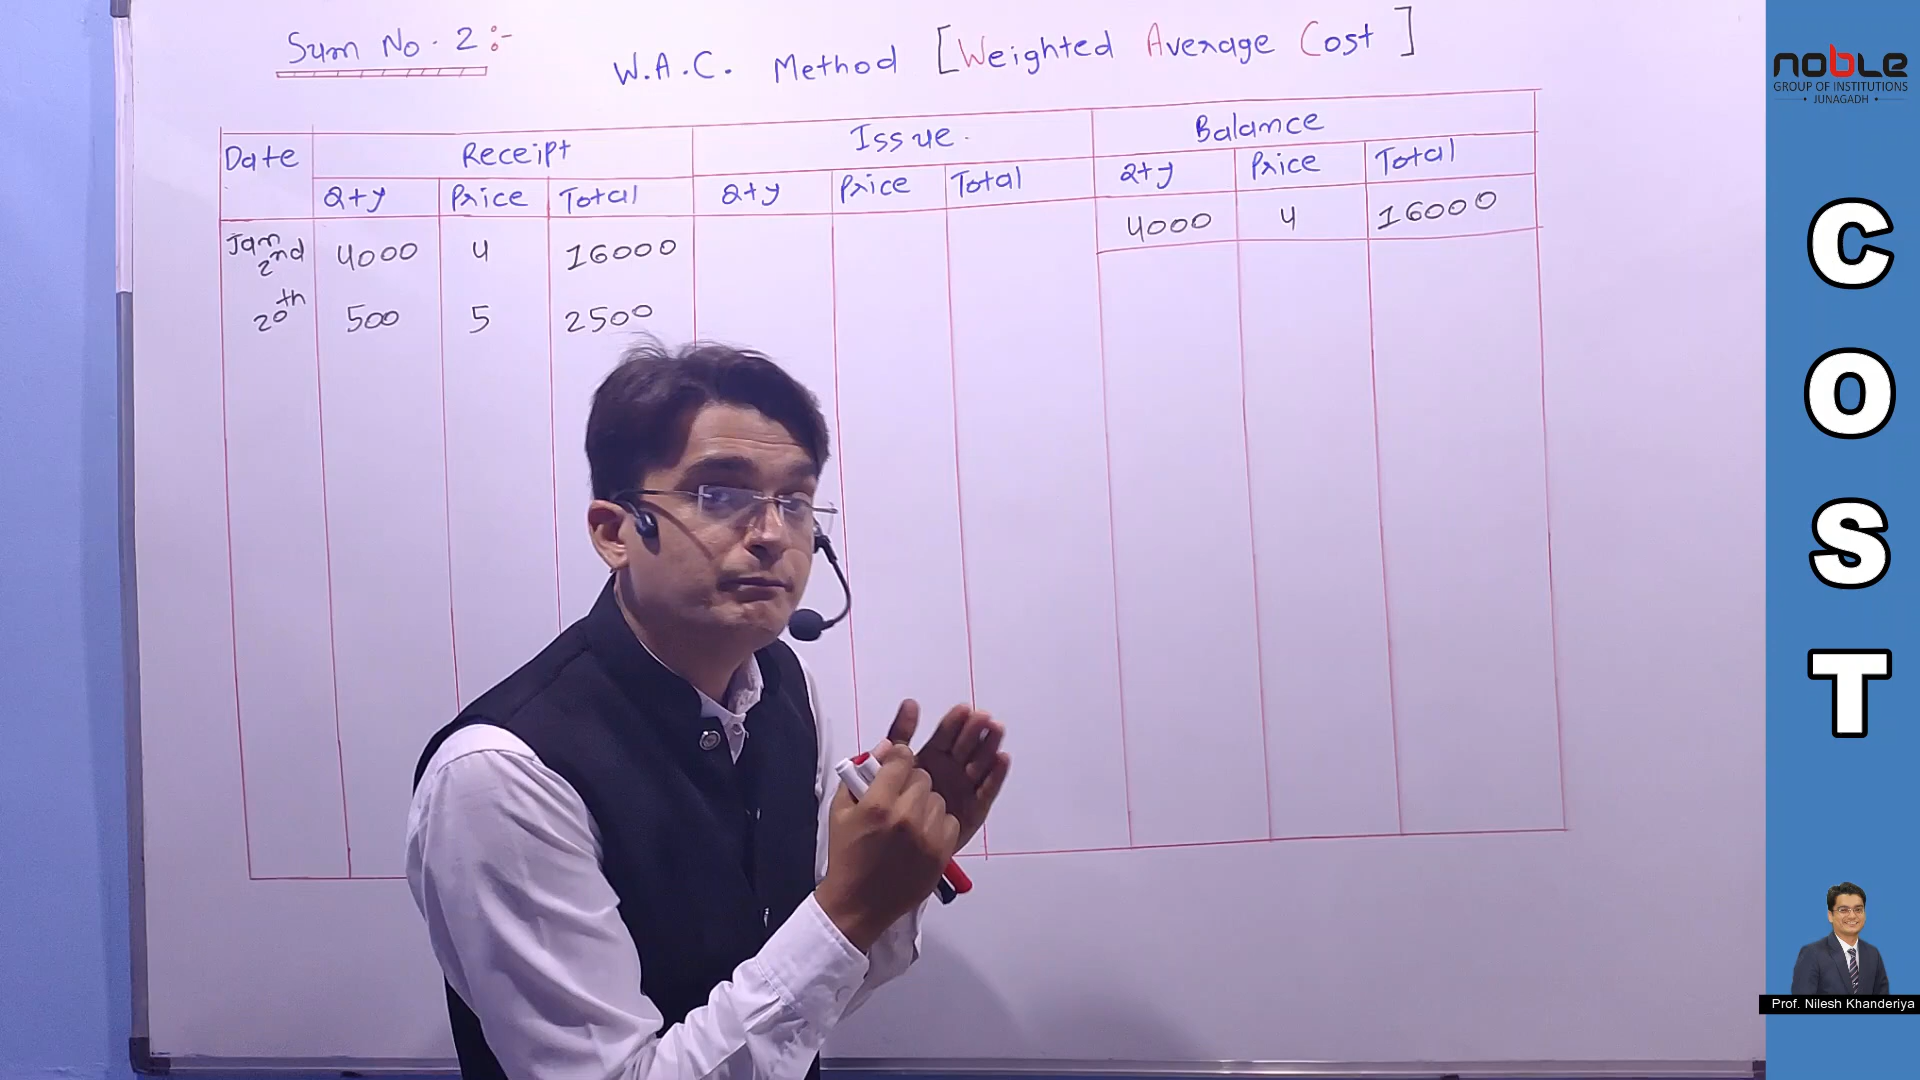 Sum No. 2 :-
W.A.C. Method [Weighted Average Cost]
Date Receipt Issue. Balance
Qty Price Total Qty Price Total Qty Price Total
Jan 2nd 4000 4 16000 4000 4 16000
20th 500 5 2500
noble
GROUP OF INSTITUTIONS
• JUNAGADH •
C
O
S
T
Prof. Nilesh Khanderiya